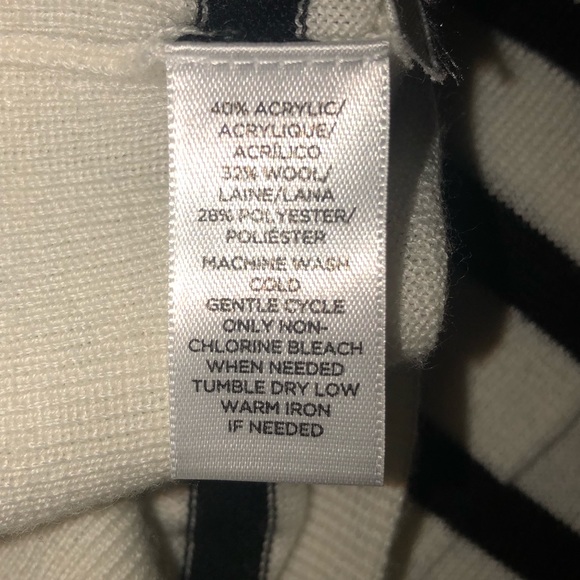 40% ACRYLIC/
ACRYLIQUE/
ACRÍLICO
32% WOOL/
LAINE/LANA
28% POLYESTER/
POLIÉSTER
MACHINE WASH
COLD
GENTLE CYCLE
ONLY NON-
CHLORINE BLEACH
WHEN NEEDED
TUMBLE DRY LOW
WARM IRON
IF NEEDED